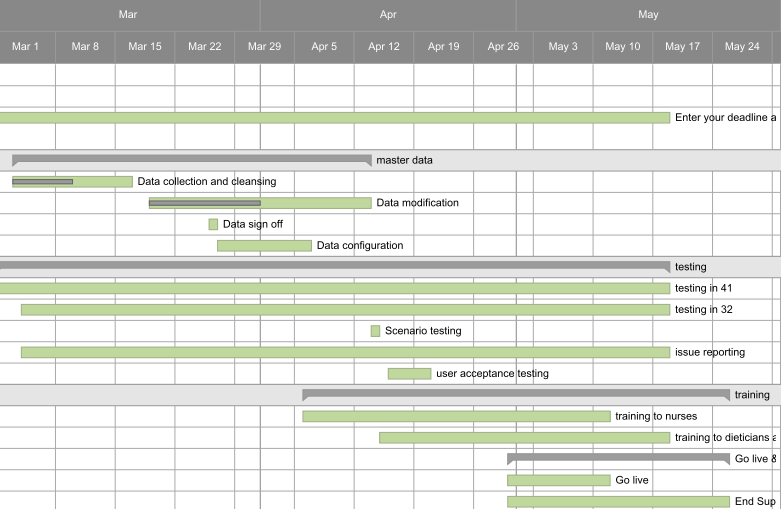 Mar Apr May
Mar 1 Mar 8 Mar 15 Mar 22 Mar 29 Apr 5 Apr 12 Apr 19 Apr 26 May 3 May 10 May 17 May 24
Enter your deadline a
master data
Data collection and cleansing
Data modification
Data sign off
Data configuration
testing
testing in 41
testing in 32
Scenario testing
issue reporting
user acceptance testing
training
training to nurses
training to dieticians a
Go live &
Go live
End Sup